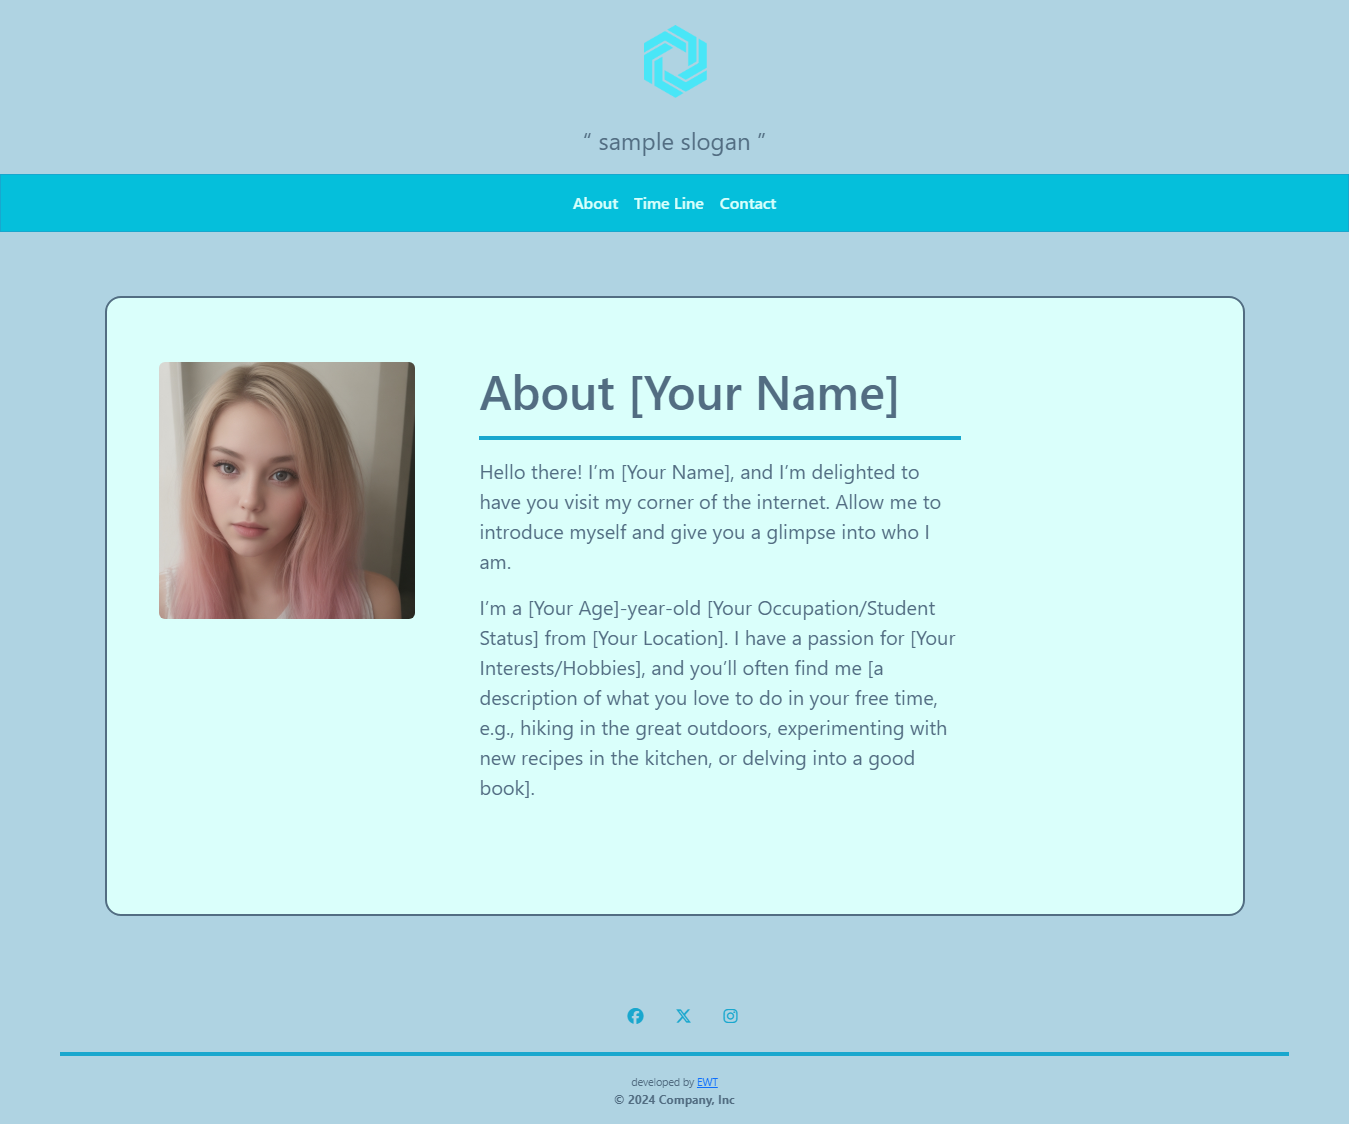 “ sample slogan ”
About Time Line Contact
About [Your Name]
Hello there! I’m [Your Name], and I’m delighted to
have you visit my corner of the internet. Allow me to
introduce myself and give you a glimpse into who I
am.
I’m a [Your Age]-year-old [Your Occupation/Student
Status] from [Your Location]. I have a passion for [Your
Interests/Hobbies], and you’ll often find me [a
description of what you love to do in your free time,
e.g., hiking in the great outdoors, experimenting with
new recipes in the kitchen, or delving into a good
book].
developed by EWT
© 2024 Company, Inc